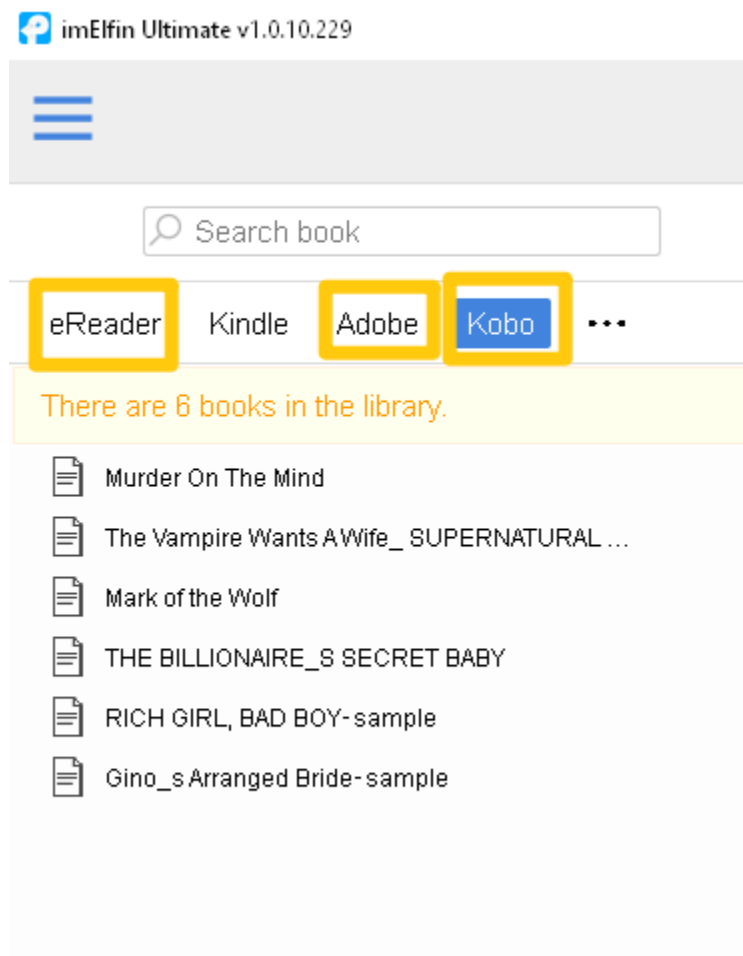 imElfin Ultimate v1.0.10.229
Search book
eReader Kindle Adobe Kobo ...
There are 6 books in the library.
Murder On The Mind
The Vampire Wants A Wife_ SUPERNATURAL ...
Mark of the Wolf
THE BILLIONAIRE_S SECRET BABY
RICH GIRL, BAD BOY-sample
Gino_s Arranged Bride-sample